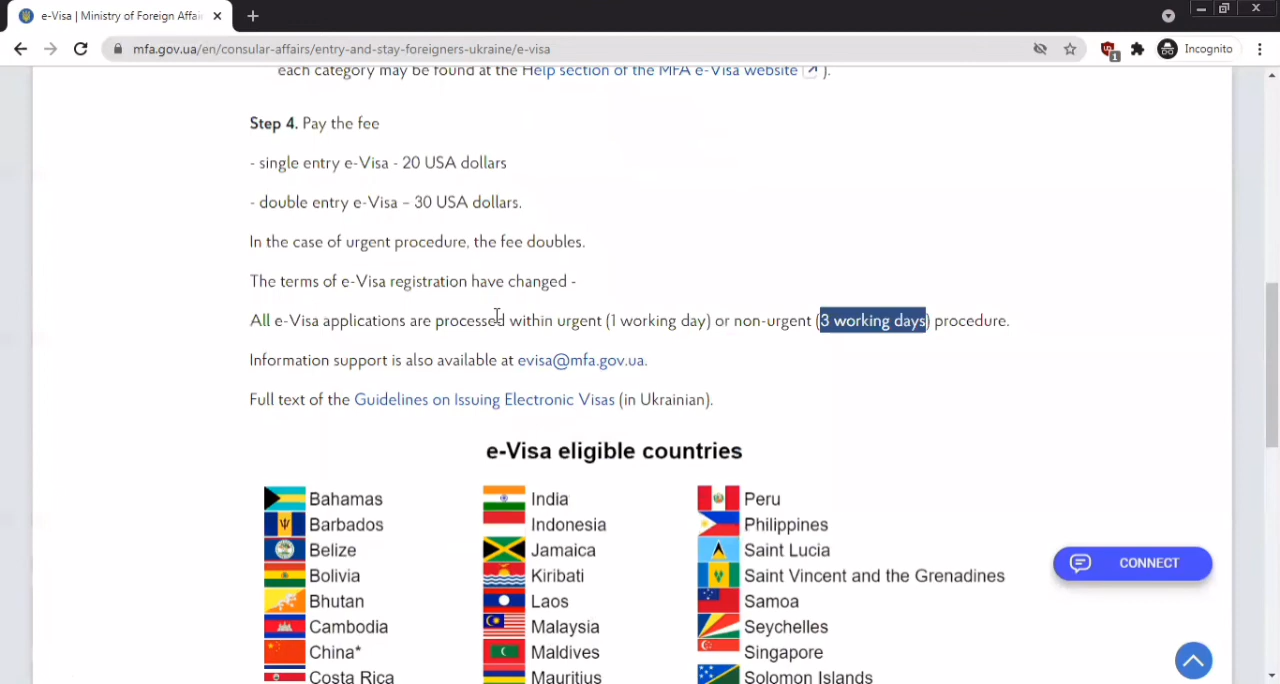 e-Visa | Ministry of Foreign Affai
mfa.gov.ua/en/consular-affairs/entry-and-stay-foreigners-ukraine/e-visa
1
Incognito
each category may be found at the Help section of the MFA e-Visa website ).
Step 4. Pay the fee
- single entry e-Visa - 20 USA dollars
- double entry e-Visa – 30 USA dollars.
In the case of urgent procedure, the fee doubles.
The terms of e-Visa registration have changed -
All e-Visa applications are processed within urgent (1 working day) or non-urgent (3 working days) procedure.
Information support is also available at evisa@mfa.gov.ua.
Full text of the Guidelines on Issuing Electronic Visas (in Ukrainian).
e-Visa eligible countries
Bahamas India Peru
Barbados Indonesia Philippines
Belize Jamaica Saint Lucia
Bolivia Kiribati Saint Vincent and the Grenadines
Bhutan Laos Samoa
Cambodia Malaysia Seychelles
China* Maldives Singapore
Costa Rica Mauritius Solomon Islands
CONNECT